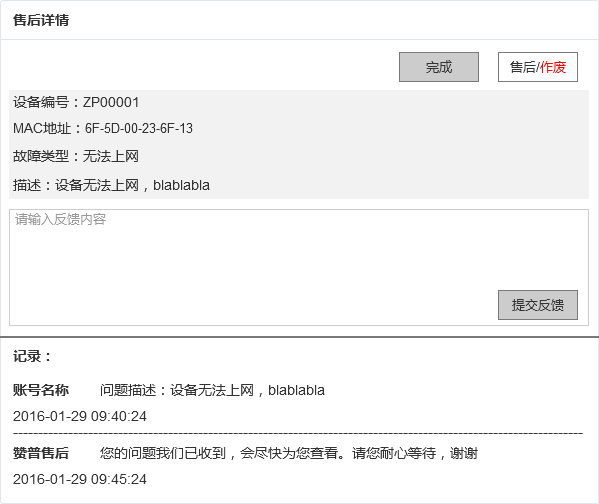 售后详情
完成 售后/作废
设备编号：ZP00001
MAC地址：6F-5D-00-23-6F-13
故障类型：无法上网
描述：设备无法上网，blablabla
请输入反馈内容
提交反馈
记录：
账号名称 问题描述：设备无法上网，blablabla
2016-01-29 09:40:24
赞普售后 您的问题我们已收到，会尽快为您查看。请您耐心等待，谢谢
2016-01-29 09:45:24